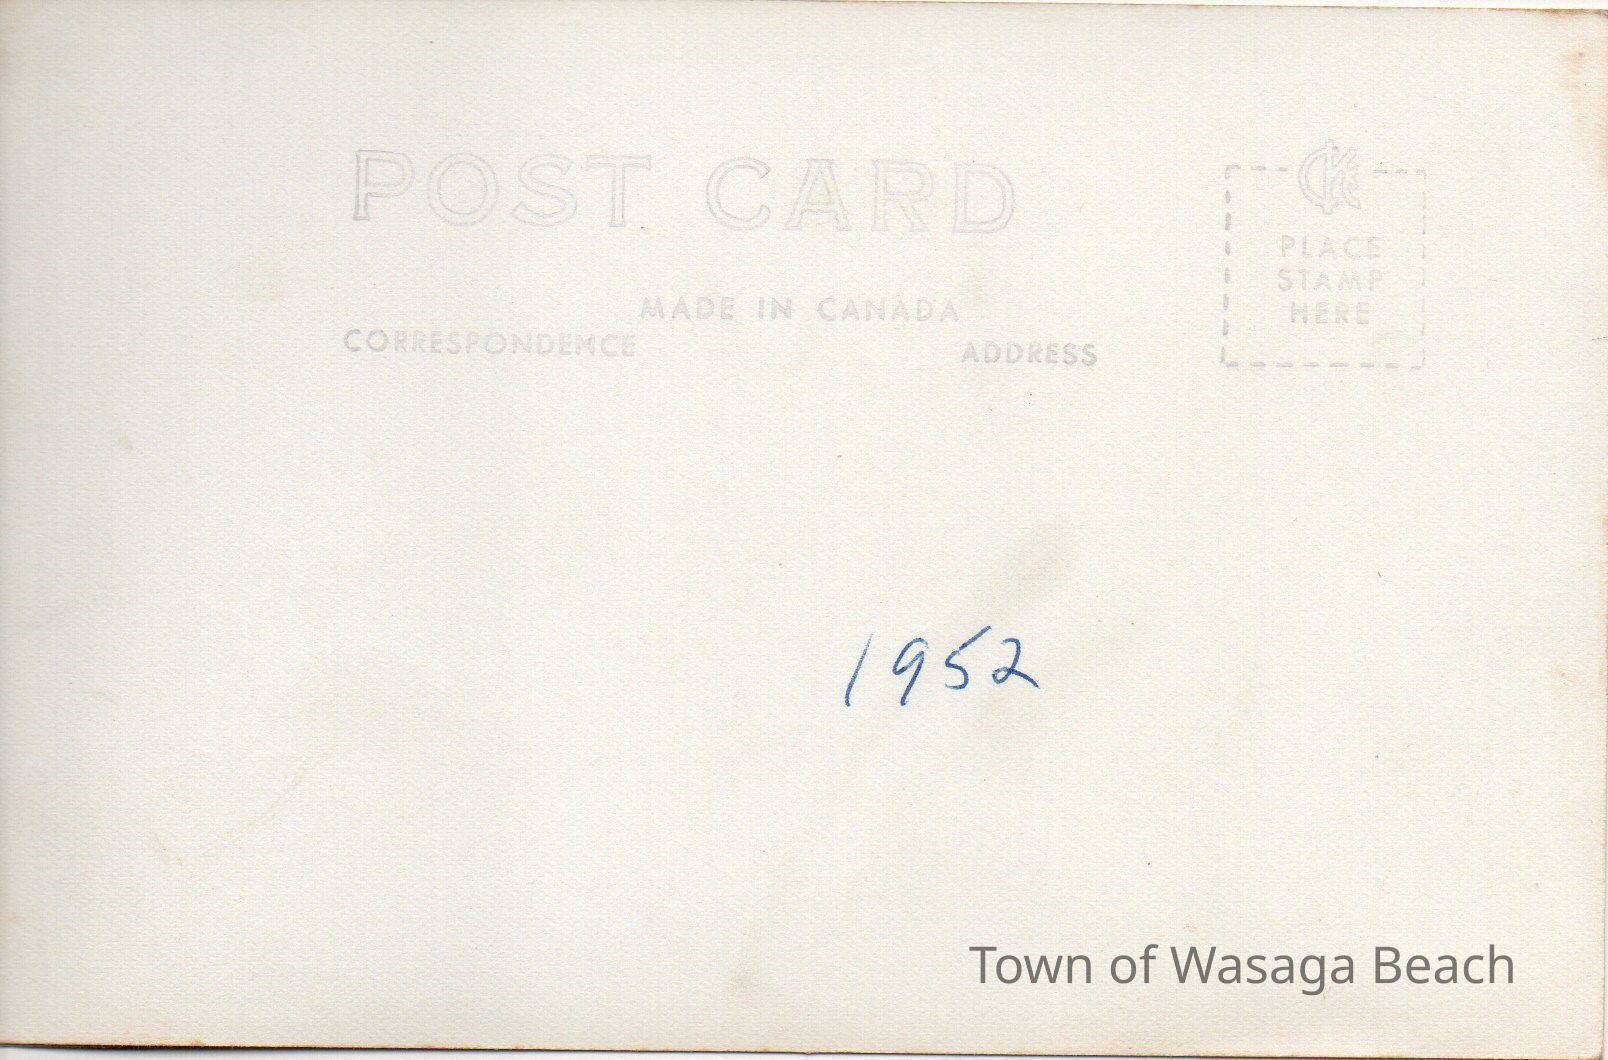 POST CARD
MADE IN CANADA
CORRESPONDENCE
ADDRESS
PLACE
STAMP
HERE
1952
Town of Wasaga Beach